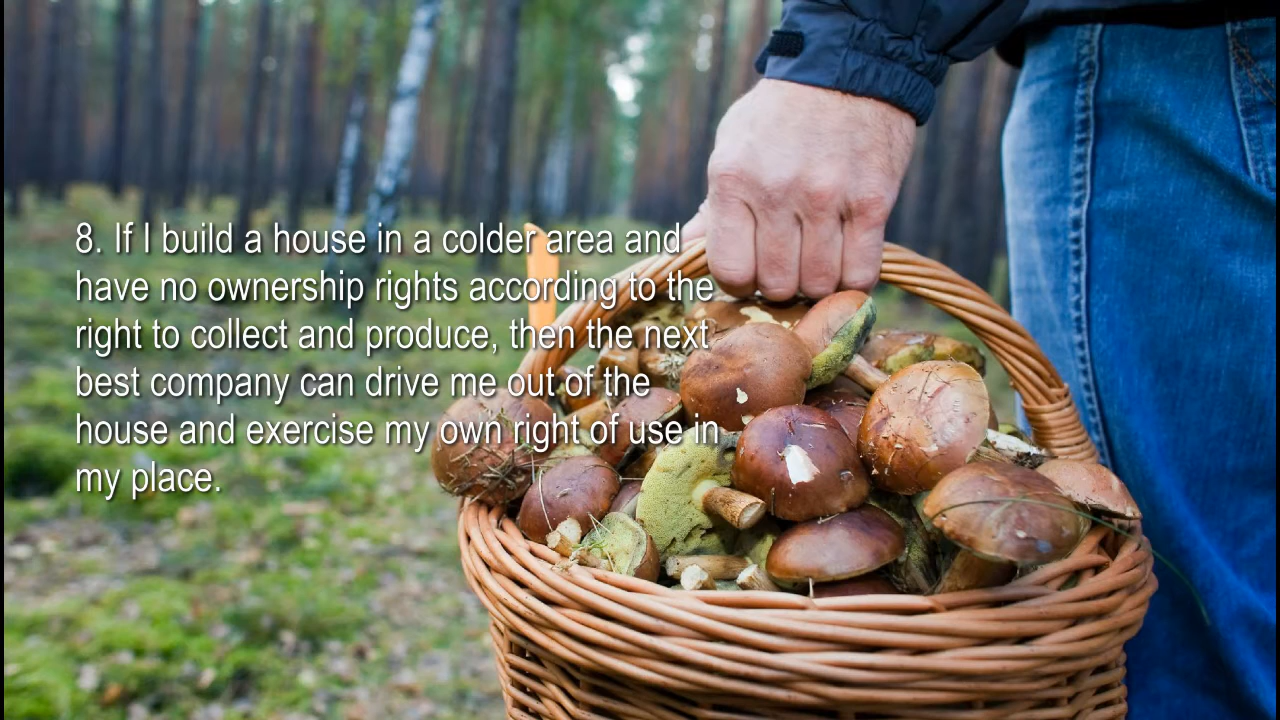 8. If I build a house in a colder area and
have no ownership rights according to the
right to collect and produce, then the next
best company can drive me out of the
house and exercise my own right of use in
my place.